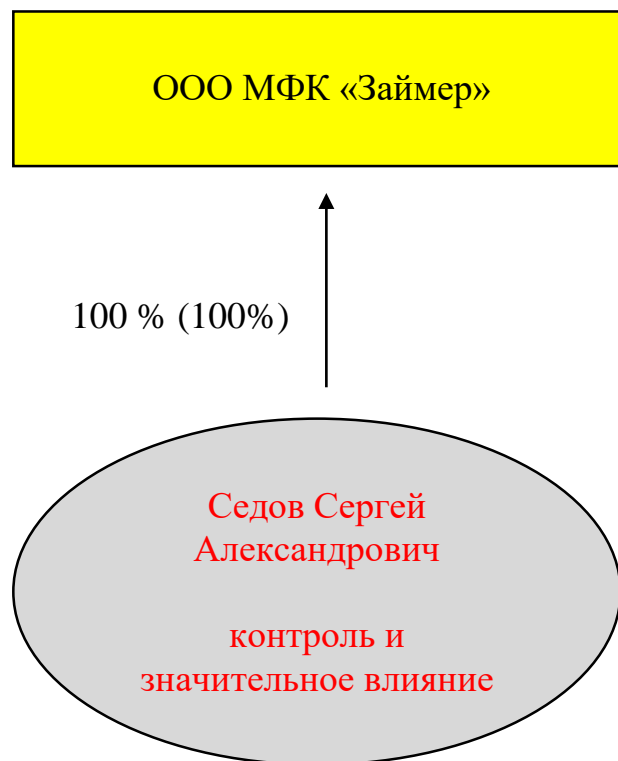 ООО МФК «Займер»
100 % (100%)
Седов Сергей
Александрович
контроль и
значительное влияние